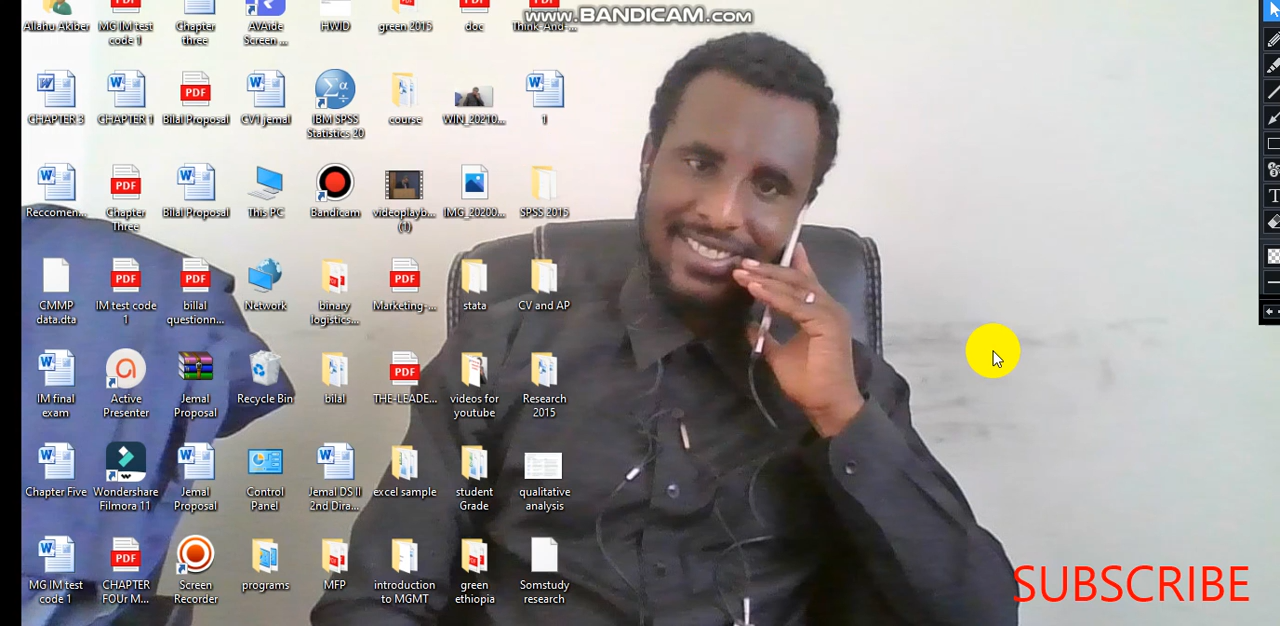 www.BANDICAM.com
Allahu Akiber
MG IM test
code 1
Chapter
three
AVAide
Screen ...
HWID
green 2015
doc
Think-And-...
CHAPTER 3
CHAPTER 1
Bilal Proposal
CV1 jemal
IBM SPSS
Statistics 20
course
WIN_20210...
1
Reccomen...
Chapter
Three
Bilal Proposal
This PC
Bandicam
videoplayb...
(1)
IMG_20200...
SPSS 2015
CMMP
data.dta
IM test code
1
billal
questionn...
Network
binary
logistics...
Marketing-...
stata
CV and AP
IM final
exam
Active
Presenter
Jemal
Proposal
Recycle Bin
bilal
THE-LEADE...
videos for
youtube
Research
2015
Chapter Five
Wondershare
Filmora 11
Jemal
Proposal
Control
Panel
Jemal DS II
2nd Dira...
excel sample
student
Grade
qualitative
analysis
MG IM test
code 1
CHAPTER
FOUr M...
Screen
Recorder
programs
MFP
introduction
to MGMT
green
ethiopia
Somstudy
research
SUBSCRIBE